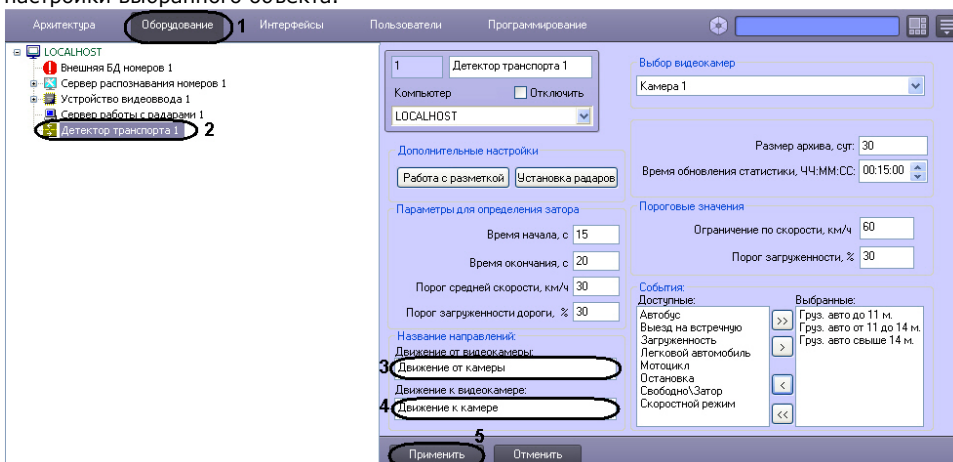 настройки выбранного объекта.
Архитектура Оборудование 1 Интерфейсы Пользователи Программирование
LOCALHOST
Внешняя БД номеров 1
Сервер распознавания номеров 1
Устройство видеоввода 1
Сервер работы с радарами 1
Детектор транспорта 1 2
1 Детектор транспорта 1
Компьютер Отключить
LOCALHOST
Дополнительные настройки
Работа с разметкой Установка радаров
Параметры для определения затора
Время начала, с 15
Время окончания, с 20
Порог средней скорости, км/ч 30
Порог загруженности дороги, % 30
Название направлений:
Движение от видеокамеры:
3 Движение от камеры
Движение к видеокамере:
4 Движение к камере
Выбор видеокамер
Камера 1
Размер архива, сут: 30
Время обновления статистики, ЧЧ:ММ:СС: 00:15:00
Пороговые значения
Ограничение по скорости, км/ч 60
Порог загруженности, % 30
События:
Доступные: Выбранные:
Автобус
Выезд на встречную
Загруженность
Легковой автомобиль
Мотоцикл
Остановка
Свободно\Затор
Скоростной режим
>>
>
<
<<
Груз. авто до 11 м.
Груз. авто от 11 до 14 м.
Груз. авто свыше 14 м.
5
Применить Отменить